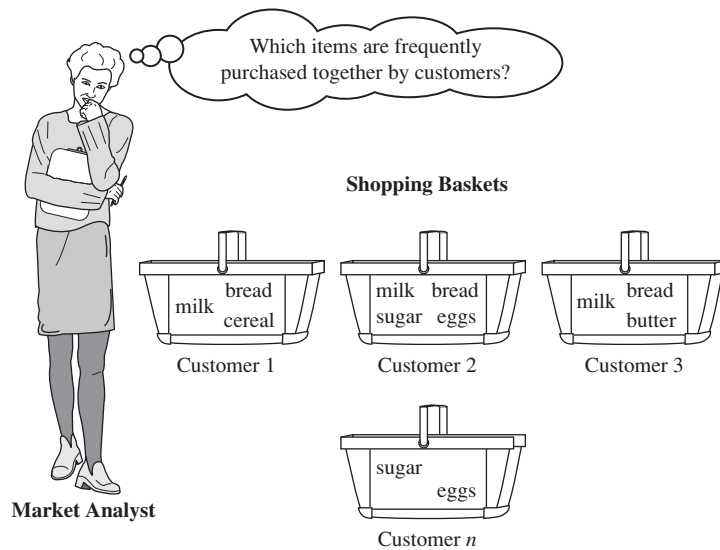 Which items are frequently
purchased together by customers?
Shopping Baskets
milk bread
cereal
Customer 1
milk bread
sugar eggs
Customer 2
milk bread
butter
Customer 3
sugar
eggs
Customer n
Market Analyst